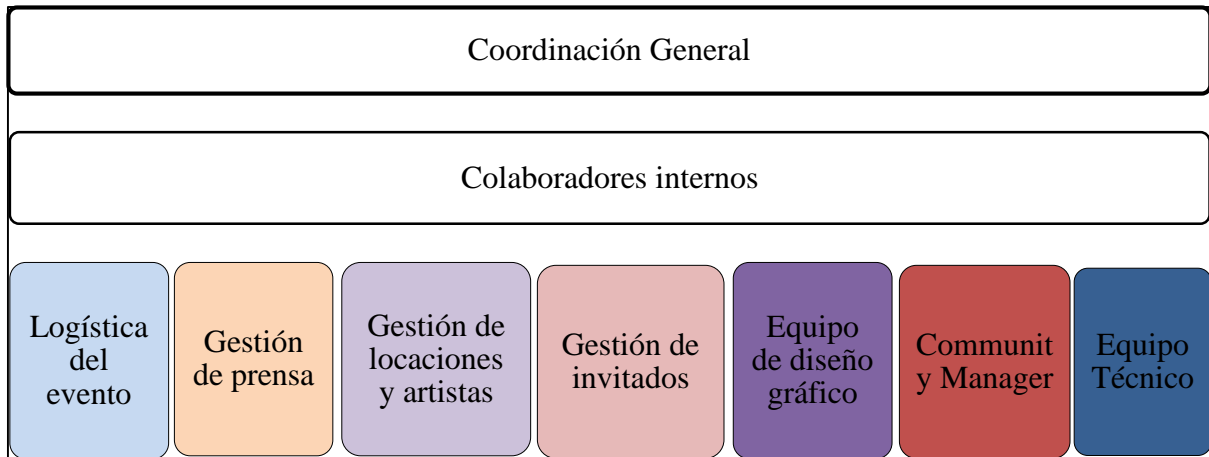 Coordinación General
Colaboradores internos
Logística
del
evento
Gestión
de prensa
Gestión de
locaciones
y artistas
Gestión de
invitados
Equipo
de diseño
gráfico
Communit
y Manager
Equipo
Técnico